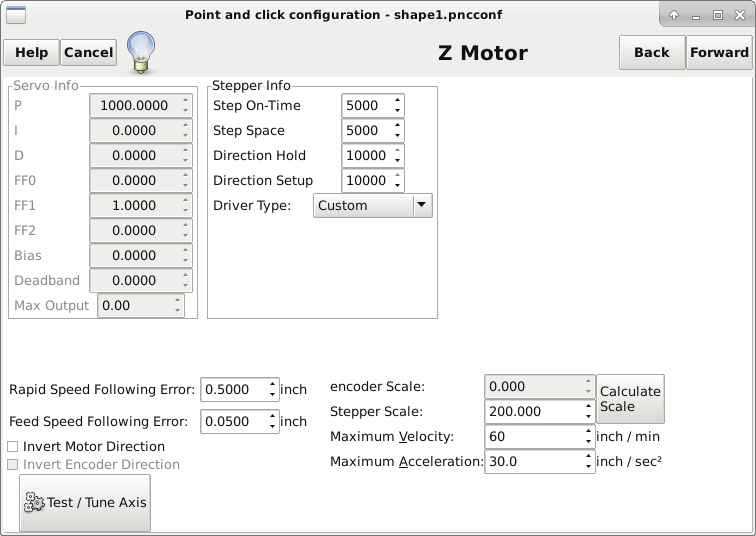 Point and click configuration - shape1.pncconf
Help
Cancel
Z Motor
Back
Forward
Servo Info
P 1000.0000
I 0.0000
D 0.0000
FF0 0.0000
FF1 1.0000
FF2 0.0000
Bias 0.0000
Deadband 0.0000
Max Output 0.00
Stepper Info
Step On-Time 5000
Step Space 5000
Direction Hold 10000
Direction Setup 10000
Driver Type: Custom
Rapid Speed Following Error: 0.5000 inch
Feed Speed Following Error: 0.0500 inch
Invert Motor Direction
Invert Encoder Direction
Test / Tune Axis
encoder Scale: 0.000
Stepper Scale: 200.000
Calculate
Scale
Maximum Velocity: 60 inch / min
Maximum Acceleration: 30.0 inch / sec²